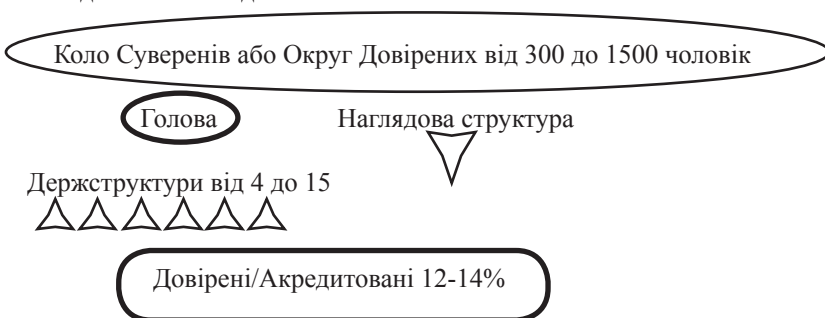 Коло Суверенів або Округ Довірених від 300 до 1500 чоловік
Голова Наглядова структура
Держструктури від 4 до 15
Довірені/Акредитовані 12-14%